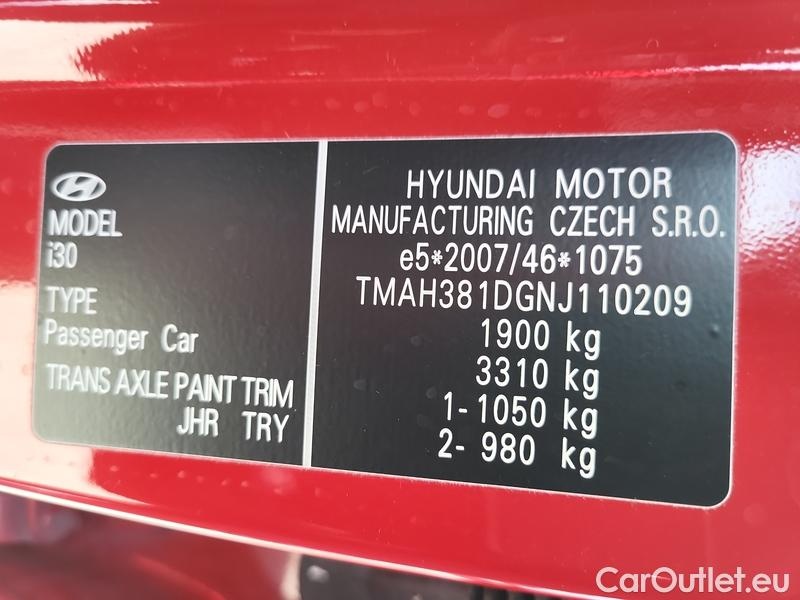 MODEL
i30
TYPE
Passenger Car
TRANS AXLE PAINT TRIM
JHR TRY
HYUNDAI MOTOR
MANUFACTURING CZECH S.R.O.
e5*2007/46*1075
TMAH381DGNJ110209
1900 kg
3310 kg
1- 1050 kg
2- 980 kg
CarOutlet.eu